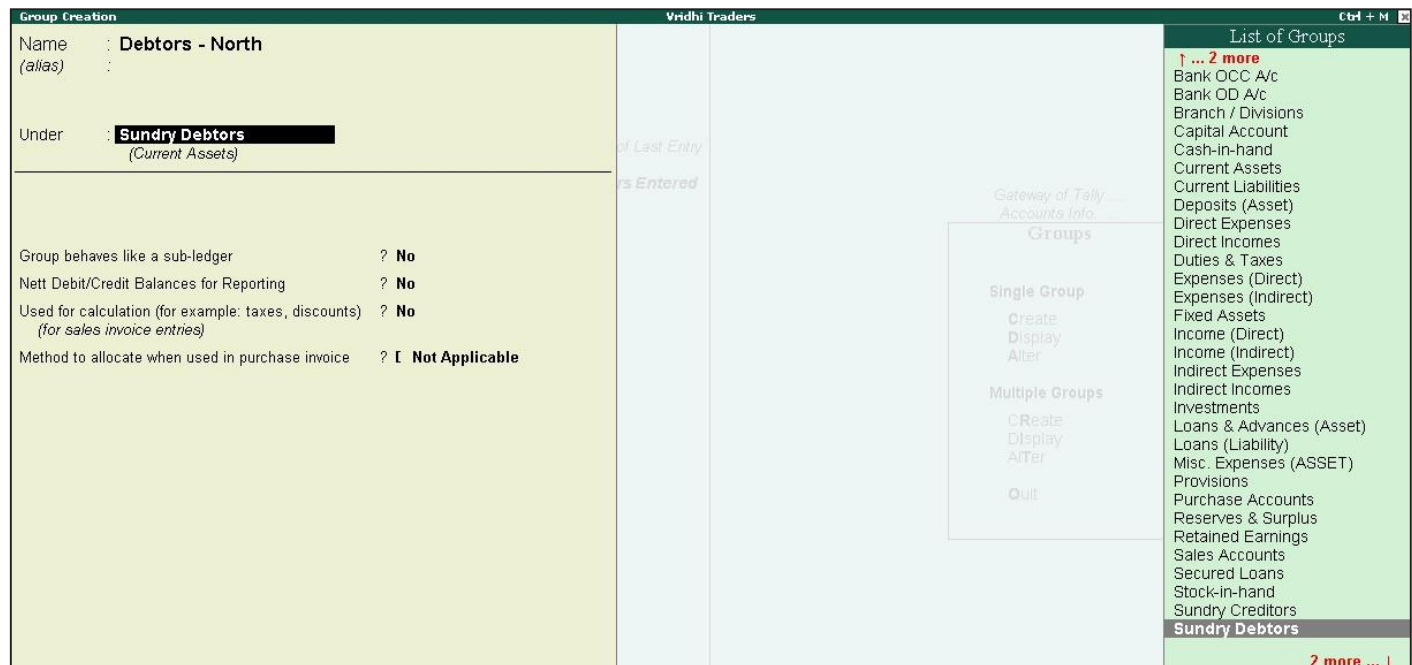 Group Creation Vridhi Traders Ctrl + M
Name : Debtors - North
(alias) :
Under : Sundry Debtors
(Current Assets)
Group behaves like a sub-ledger ? No
Nett Debit/Credit Balances for Reporting ? No
Used for calculation (for example: taxes, discounts) ? No
(for sales invoice entries)
Method to allocate when used in purchase invoice ? [ Not Applicable
of Last Entry
rs Entered
Gateway of Tally ....
Accounts Info. ...
Groups
Single Group
Create
Display
Alter
Multiple Groups
CReate
DIsplay
AlTer
Quit
List of Groups
↑ ... 2 more
Bank OCC A/c
Bank OD A/c
Branch / Divisions
Capital Account
Cash-in-hand
Current Assets
Current Liabilities
Deposits (Asset)
Direct Expenses
Direct Incomes
Duties & Taxes
Expenses (Direct)
Expenses (Indirect)
Fixed Assets
Income (Direct)
Income (Indirect)
Indirect Expenses
Indirect Incomes
Investments
Loans & Advances (Asset)
Loans (Liability)
Misc. Expenses (ASSET)
Provisions
Purchase Accounts
Reserves & Surplus
Retained Earnings
Sales Accounts
Secured Loans
Stock-in-hand
Sundry Creditors
Sundry Debtors
2 more ... ↓